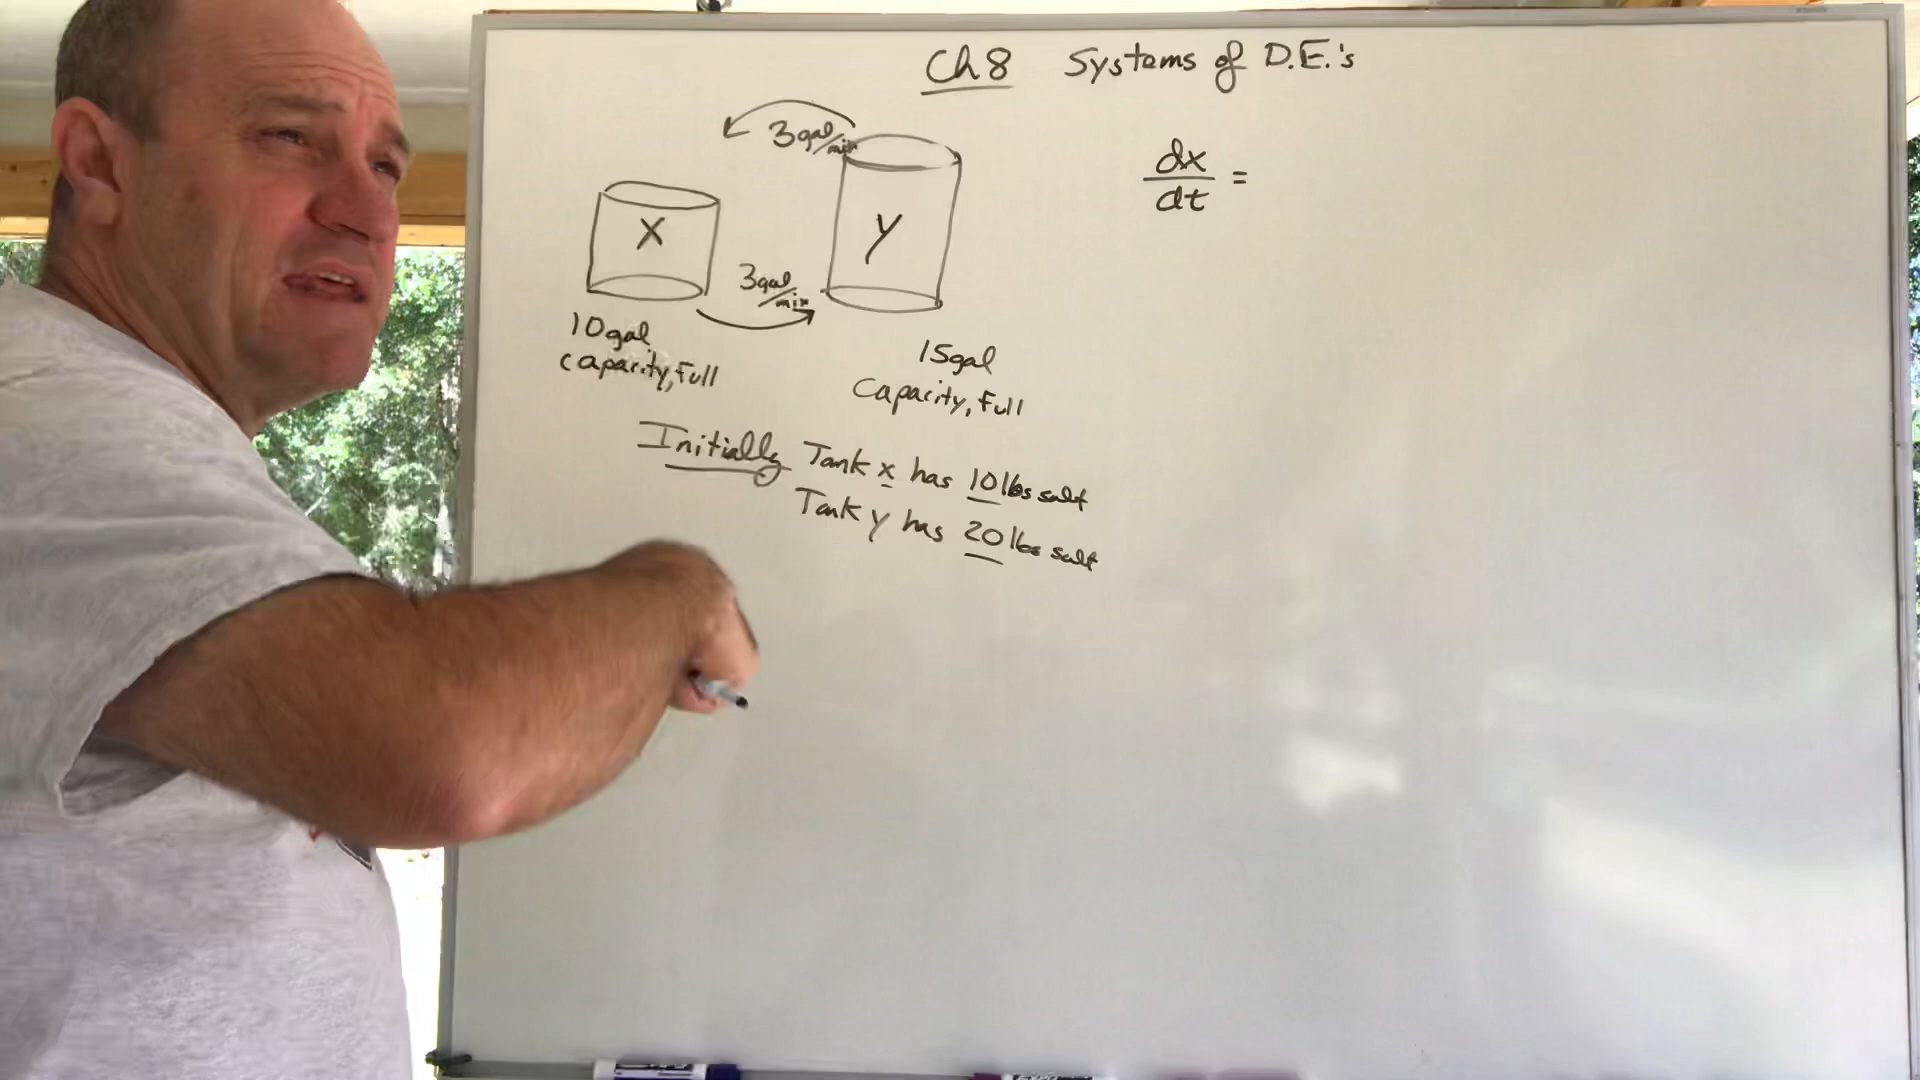 Ch 8 Systems of D.E.'s
3gal/min
dx/dt =
X
Y
3gal/min
10gal
capacity, Full
15gal
Capacity, Full
Initially Tank x has 10 lbs salt
Tank y has 20 lbs salt